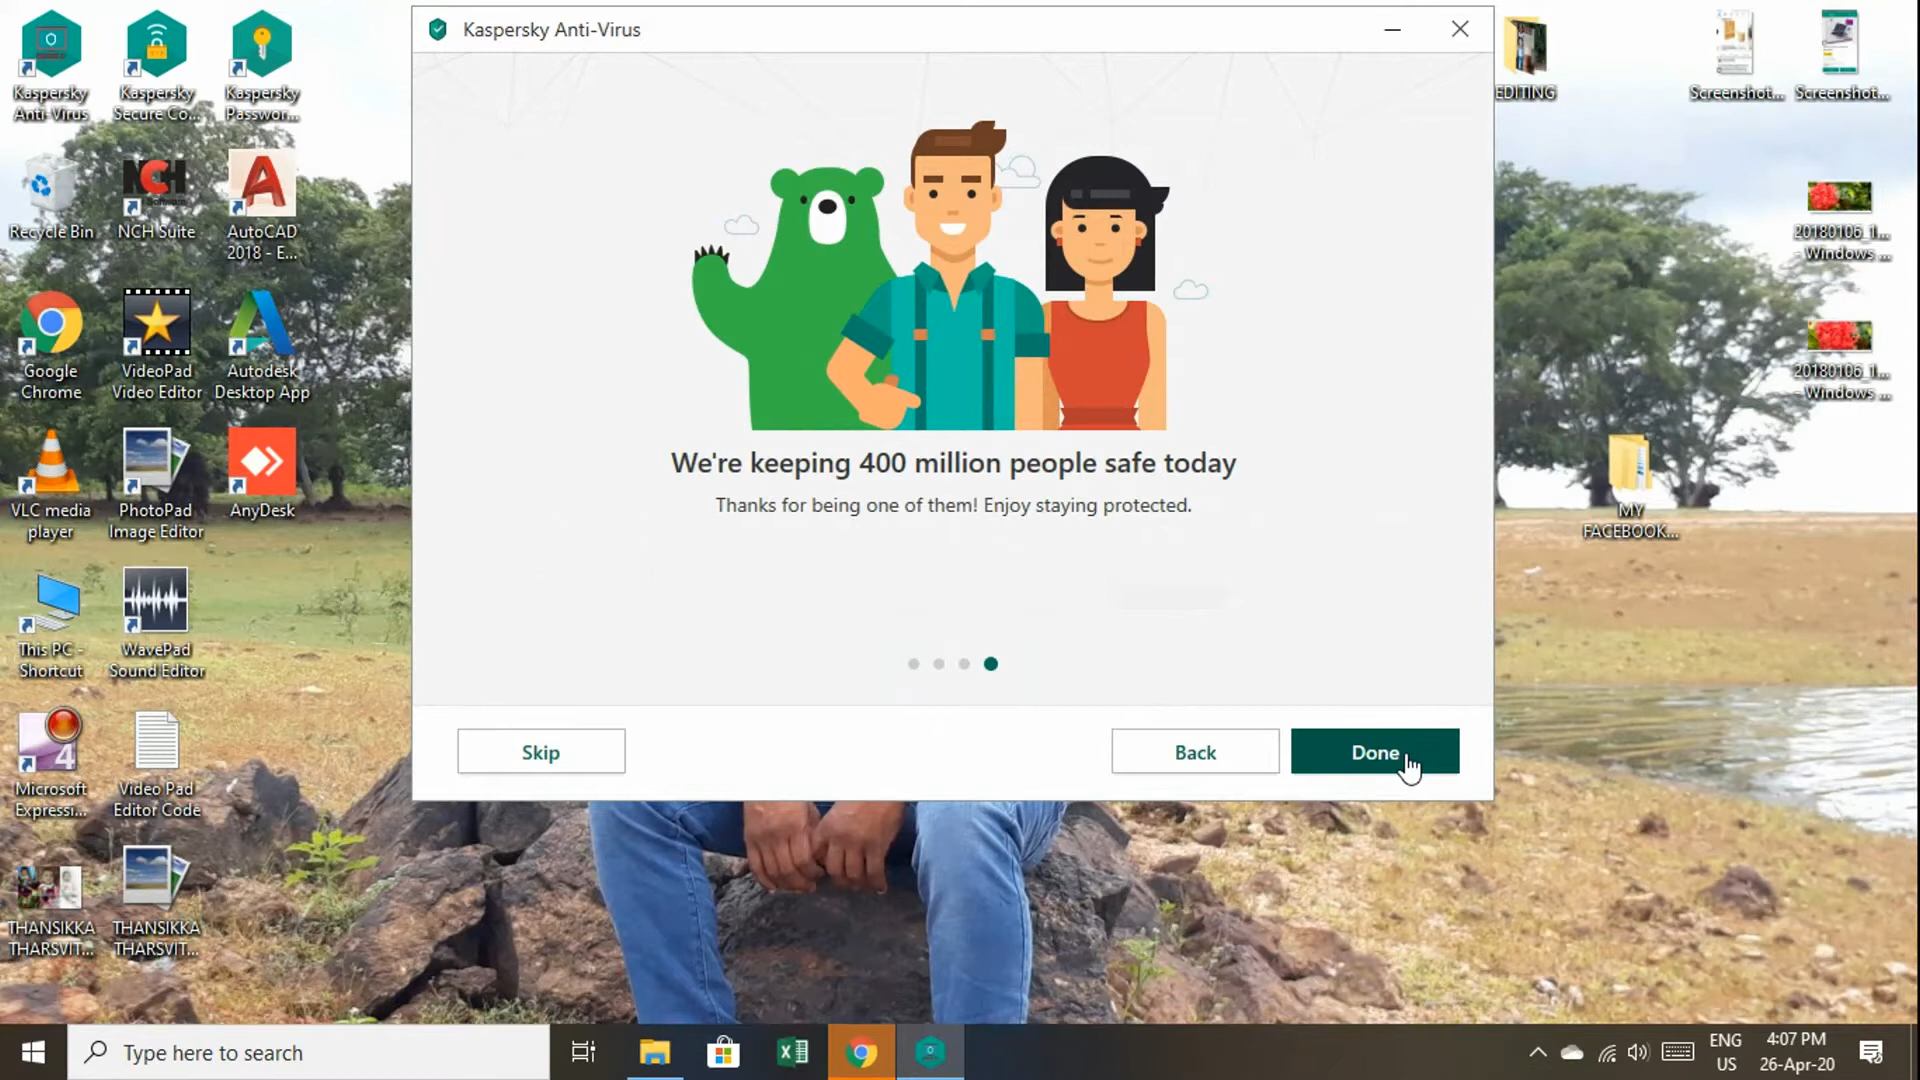 Kaspersky Anti-Virus
We're keeping 400 million people safe today
Thanks for being one of them! Enjoy staying protected.
Skip
Back
Done
Kaspersky
Anti-Virus
Kaspersky
Secure Co...
Kaspersky
Passwor...
Recycle Bin
NCH
NCH Suite
AutoCAD
2018 - E...
Google
Chrome
VideoPad
Video Editor
Autodesk
Desktop App
VLC media
player
PhotoPad
Image Editor
AnyDesk
This PC -
Shortcut
WavePad
Sound Editor
4
Microsoft
Expressi...
Video Pad
Editor Code
THANSIKKA
THARSVIT...
THANSIKKA
THARSVIT...
EDITING
Screenshot...
Screenshot...
20180106_1...
- Windows ...
20180106_1...
- Windows ...
MY
FACEBOOK...
Type here to search
ENG
US
4:07 PM
26-Apr-20